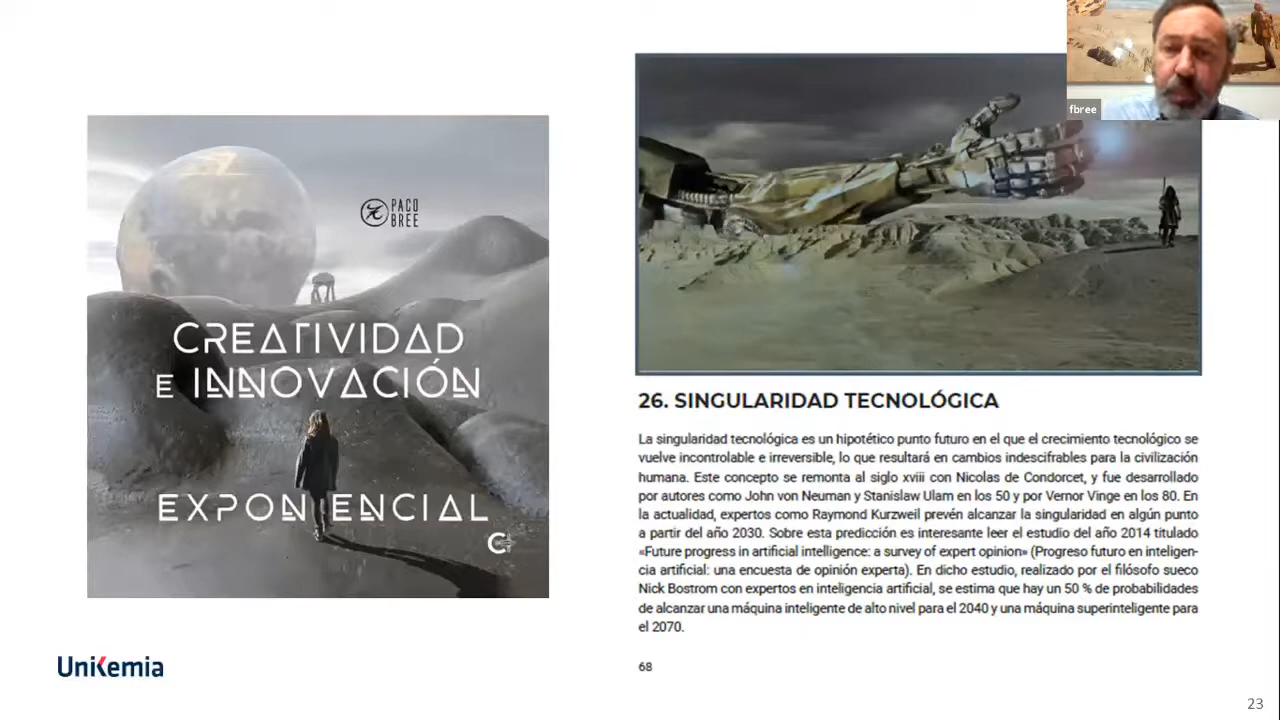 fbree
PACO
BREE
CREATIVIDAD
E INNOVACIÓN
EXPONENCIAL
UniKemia
26. SINGULARIDAD TECNOLÓGICA
La singularidad tecnológica es un hipotético punto futuro en el que el crecimiento tecnológico se
vuelve incontrolable e irreversible, lo que resultará en cambios indescifrables para la civilización
humana. Este concepto se remonta al siglo xviii con Nicolas de Condorcet, y fue desarrollado
por autores como John von Neuman y Stanislaw Ulam en los 50 y por Vernor Vinge en los 80. En
la actualidad, expertos como Raymond Kurzweil prevén alcanzar la singularidad en algún punto
a partir del año 2030. Sobre esta predicción es interesante leer el estudio del año 2014 titulado
«Future progress in artificial intelligence: a survey of expert opinion» (Progreso futuro en inteligen-
cia artificial: una encuesta de opinión experta). En dicho estudio, realizado por el filósofo sueco
Nick Bostrom con expertos en inteligencia artificial, se estima que hay un 50 % de probabilidades
de alcanzar una máquina inteligente de alto nivel para el 2040 y una máquina superinteligente para
el 2070.
68
23